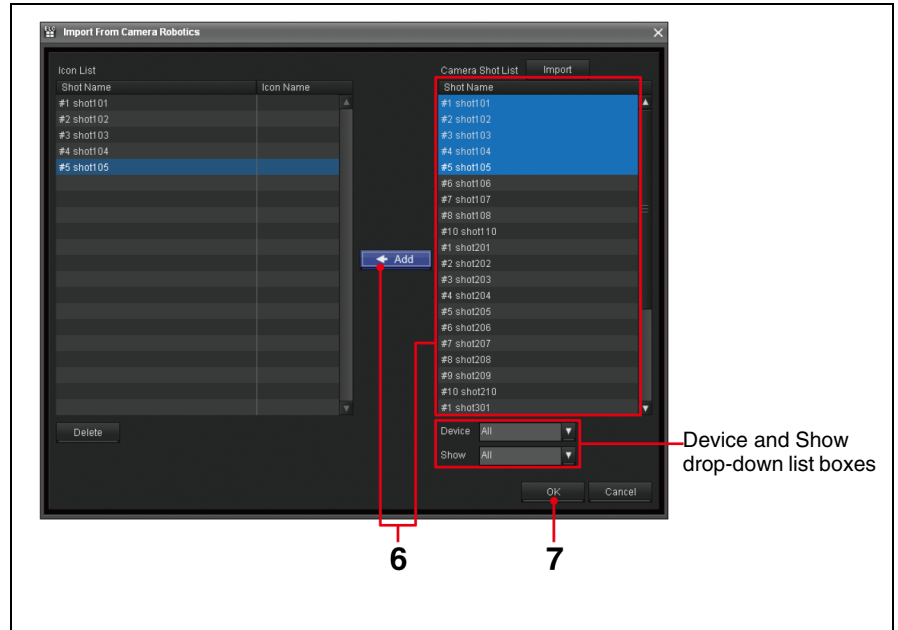 Import From Camera Robotics
Icon List
Shot Name Icon Name
#1 shot101
#2 shot102
#3 shot103
#4 shot104
#5 shot105
Delete
Add
Camera Shot List Import
Shot Name
#1 shot101
#2 shot102
#3 shot103
#4 shot104
#5 shot105
#6 shot106
#7 shot107
#8 shot108
#10 shot110
#1 shot201
#2 shot202
#3 shot203
#4 shot204
#5 shot205
#6 shot206
#7 shot207
#8 shot208
#9 shot209
#10 shot210
#1 shot301
Device All
Show All
OK Cancel
Device and Show
drop-down list boxes
6 7